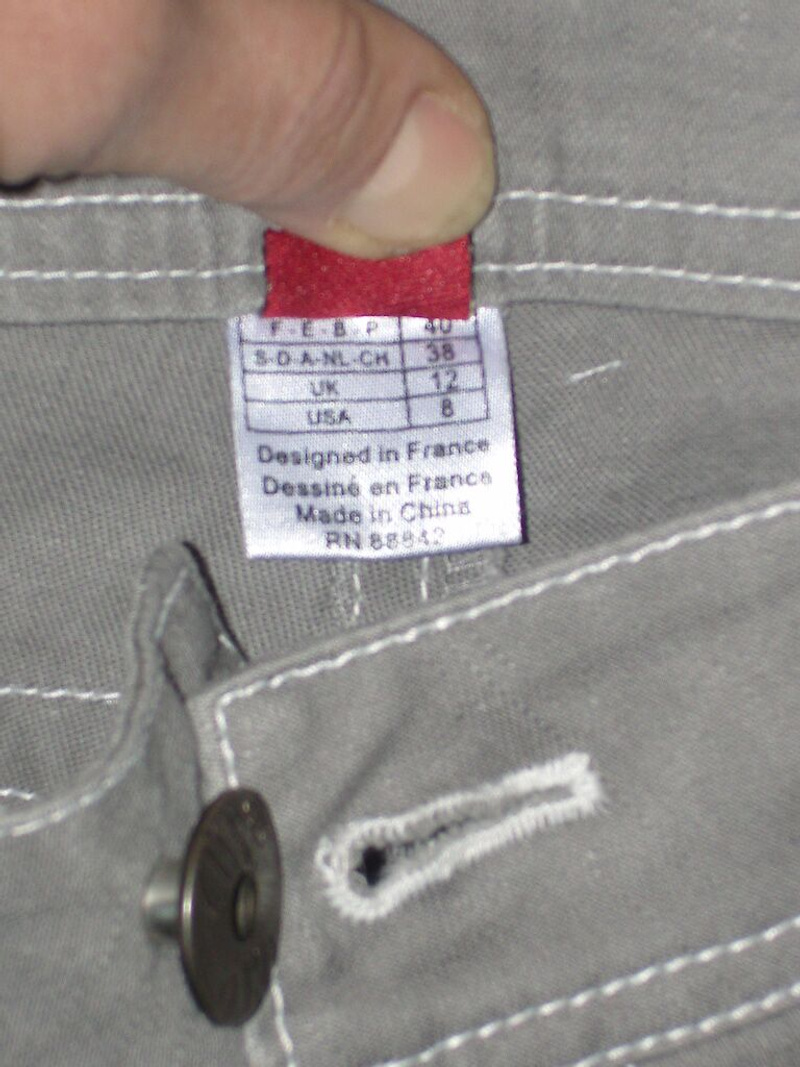 F - E - B - P 40
S-D-A-NL-CH 38
UK 12
USA 8
Designed in France
Dessiné en France
Made in China
RN 88842